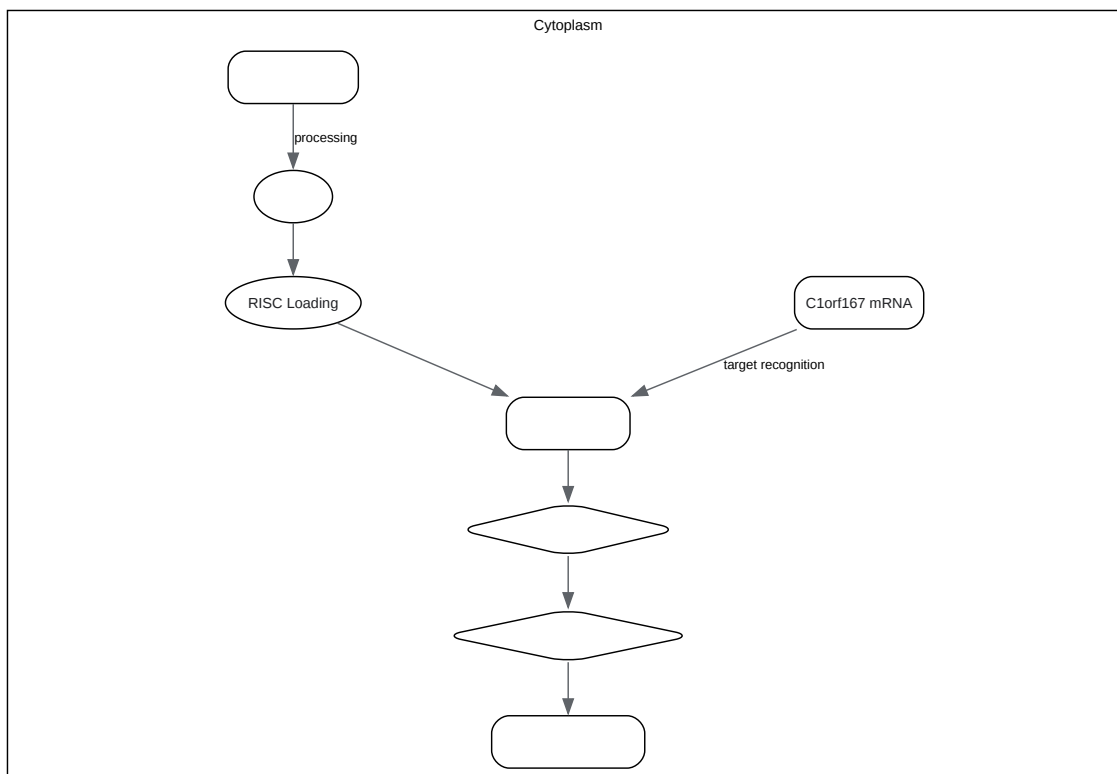 Cytoplasm
processing
RISC Loading
C1orf167 mRNA
target recognition